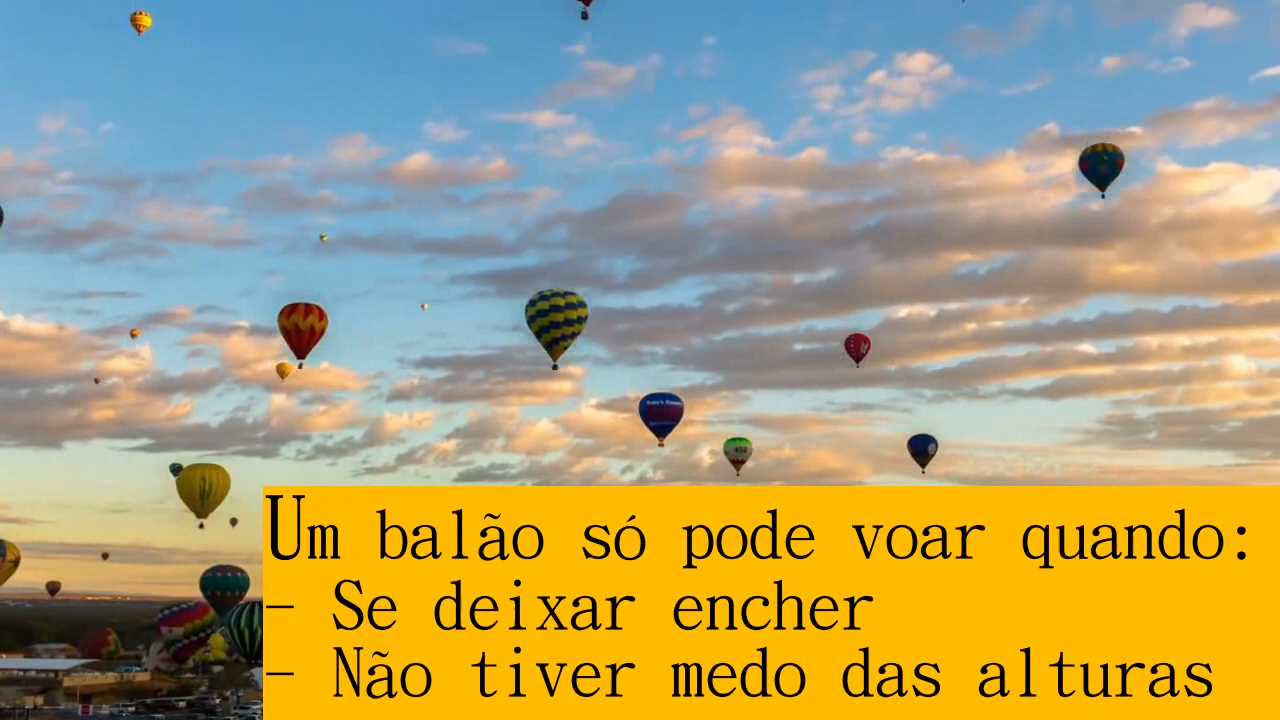 Um balão só pode voar quando:
- Se deixar encher
- Não tiver medo das alturas